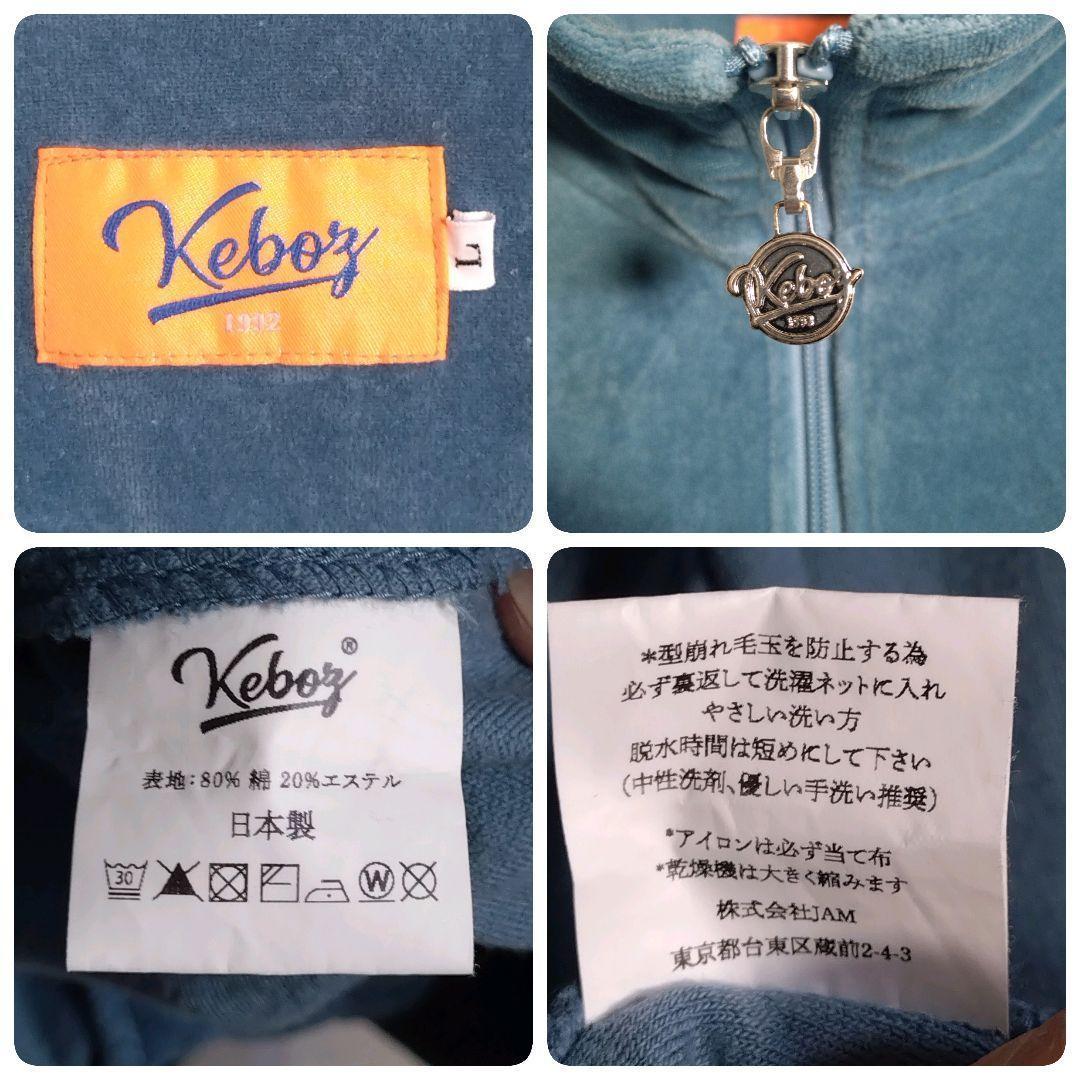 Keboz
1992
L
Keboz
Keboz®
表地:80% 綿 20%エステル
日本製
30
W
*型崩れ毛玉を防止する為
必ず裏返して洗濯ネットに入れ
やさしい洗い方
脱水時間は短めにして下さい
(中性洗剤、優しい手洗い推奨)
*アイロンは必ず当て布
*乾燥機は大きく縮みます
株式会社JAM
東京都台東区蔵前2-4-3